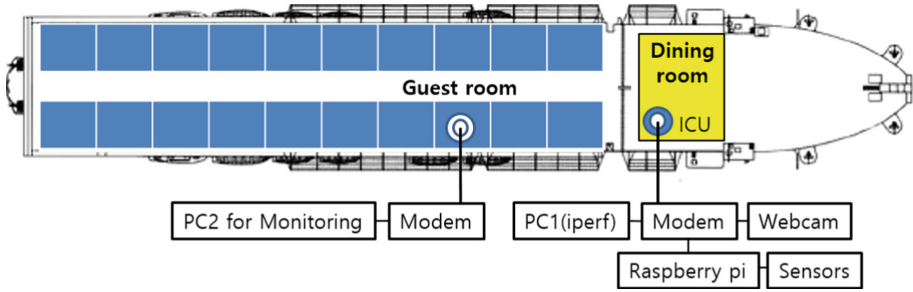 Dining
room
Guest room
ICU
PC2 for Monitoring
Modem
PC1(iperf)
Modem
Webcam
Raspberry pi
Sensors